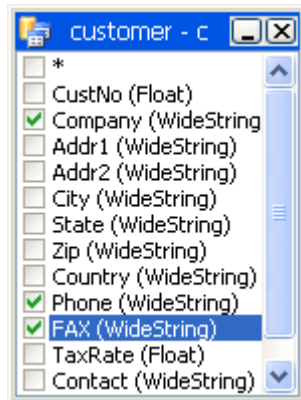 customer - c
*
CustNo (Float)
Company (WideString
Addr1 (WideString)
Addr2 (WideString)
City (WideString)
State (WideString)
Zip (WideString)
Country (WideString)
Phone (WideString)
FAX (WideString)
TaxRate (Float)
Contact (WideString)